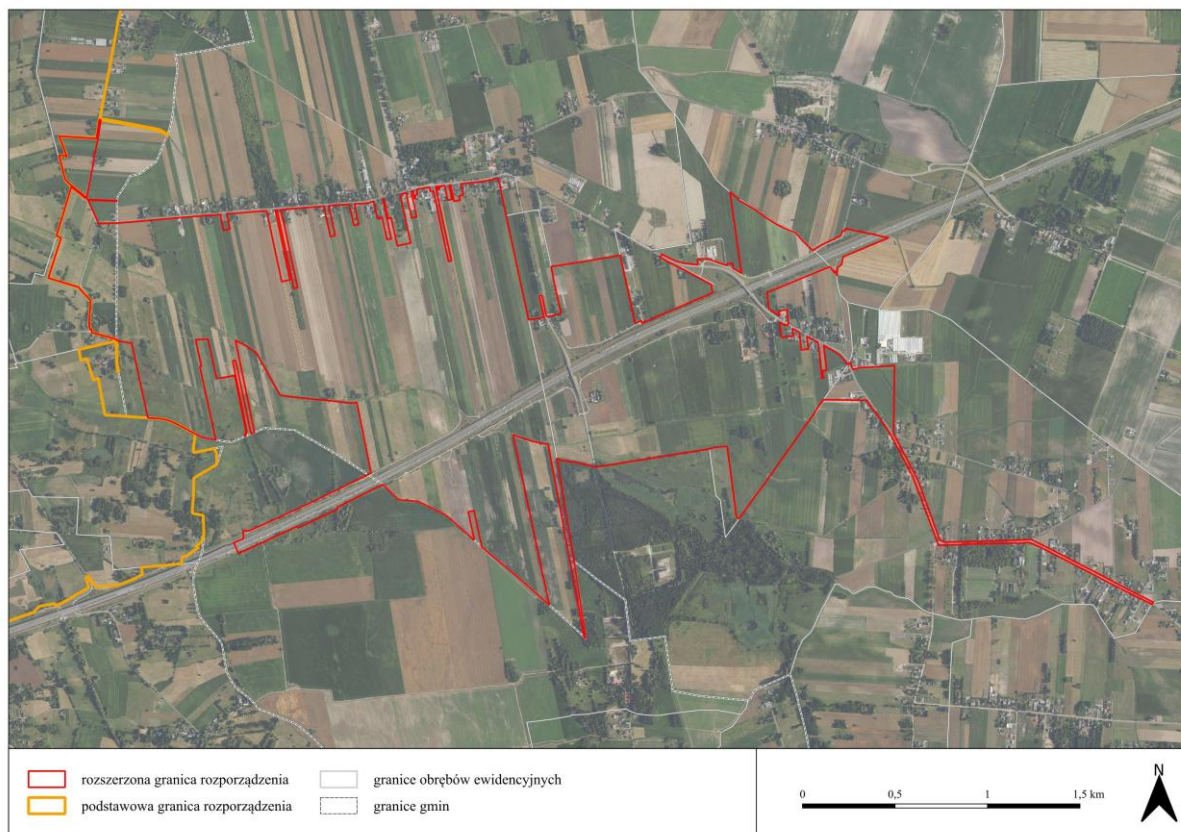 rozszerzona granica rozporządzenia
podstawowa granica rozporządzenia
granice obrębów ewidencyjnych
granice gmin
0 0,5 1 1,5 km
N